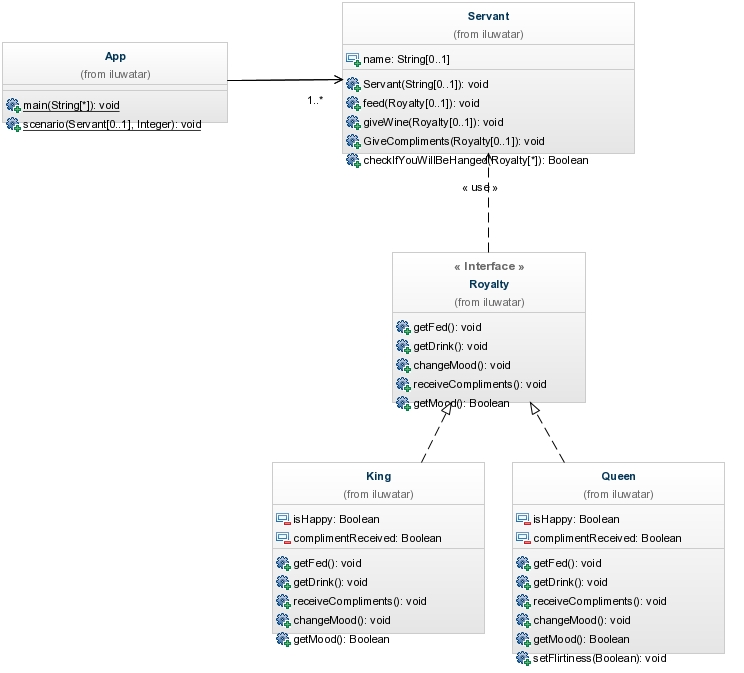 App
(from iluwatar)
main(String[*]): void
scenario(Servant[0..1], Integer): void
1..*
Servant
(from iluwatar)
name: String[0..1]
Servant(String[0..1]): void
feed(Royalty[0..1]): void
giveWine(Royalty[0..1]): void
GiveCompliments(Royalty[0..1]): void
checkIfYouWillBeHanged(Royalty[*]): Boolean
« use »
« Interface »
Royalty
(from iluwatar)
getFed(): void
getDrink(): void
changeMood(): void
receiveCompliments(): void
getMood(): Boolean
King
(from iluwatar)
isHappy: Boolean
complimentReceived: Boolean
getFed(): void
getDrink(): void
receiveCompliments(): void
changeMood(): void
getMood(): Boolean
Queen
(from iluwatar)
isHappy: Boolean
complimentReceived: Boolean
getFed(): void
getDrink(): void
receiveCompliments(): void
changeMood(): void
getMood(): Boolean
setFlirtiness(Boolean): void